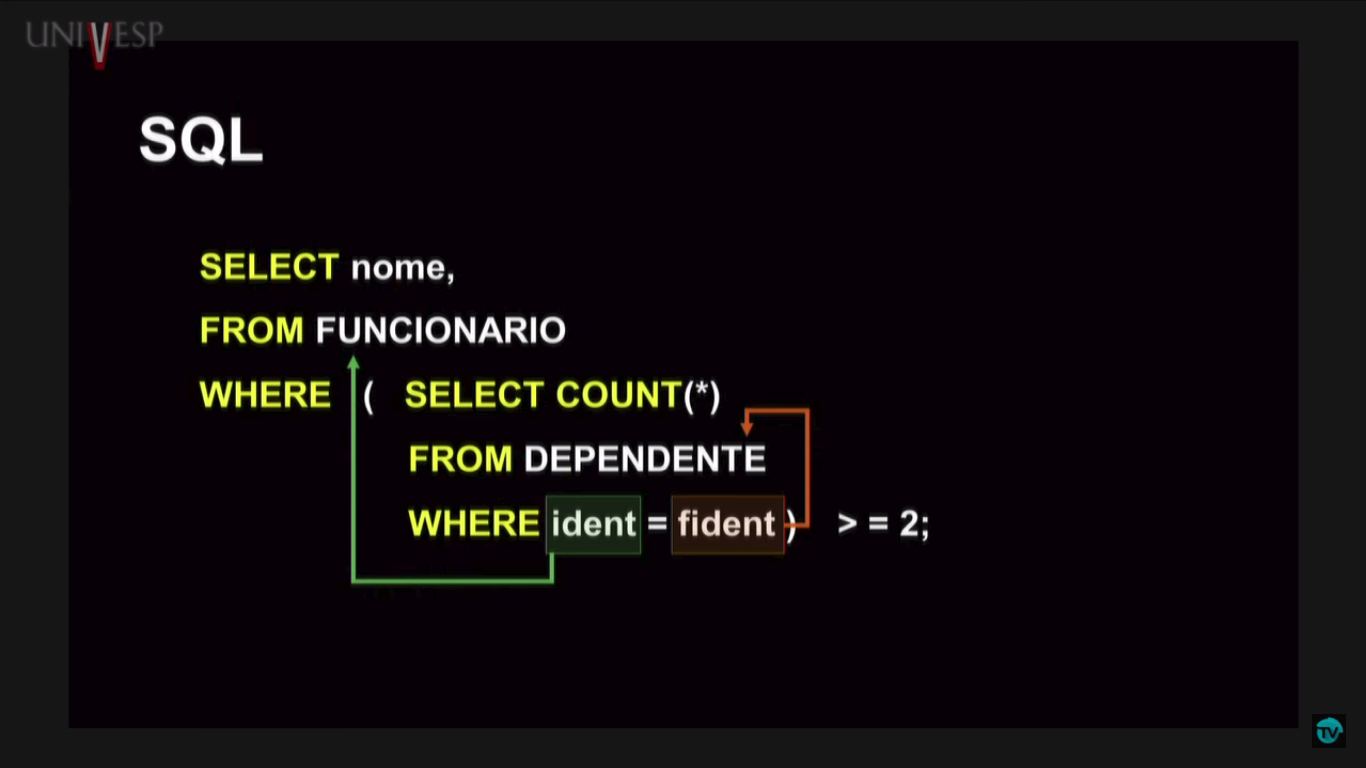 UNIVESP
SQL
SELECT nome,
FROM FUNCIONARIO
WHERE ( SELECT COUNT(*)
FROM DEPENDENTE
WHERE ident = fident ) > = 2;
TV